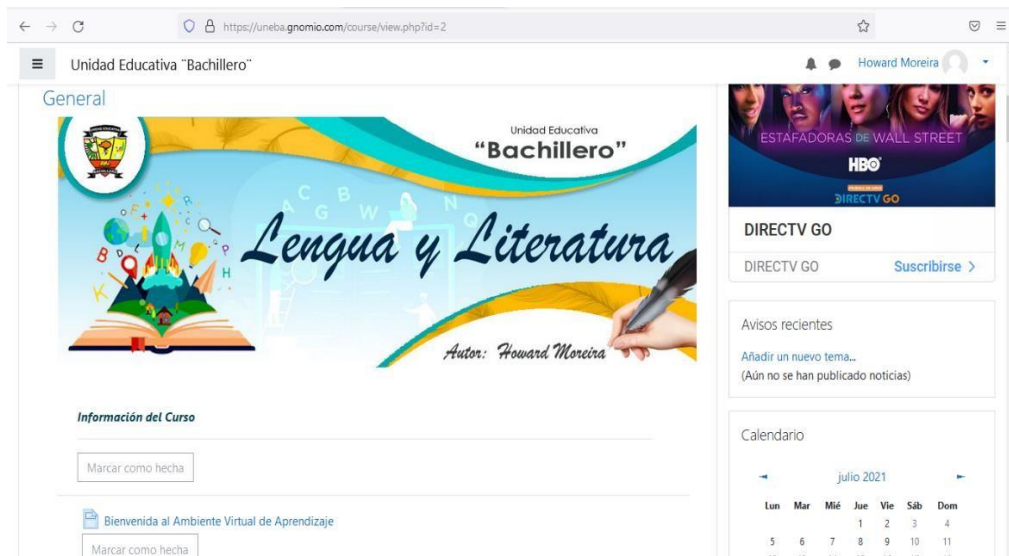 https://uneba.gnomio.com/course/view.php?id=2
Unidad Educativa ¨Bachillero¨
Howard Moreira
General
Unidad Educativa
“Bachillero”
Lengua y Literatura
Autor: Howard Moreira
Información del Curso
Marcar como hecha
Bienvenida al Ambiente Virtual de Aprendizaje
Marcar como hecha
ESTAFADORAS DE WALL STREET
HBO
DIRECTV GO
DIRECTV GO
DIRECTV GO
Suscribirse >
Avisos recientes
Añadir un nuevo tema...
(Aún no se han publicado noticias)
Calendario
julio 2021
Lun Mar Mié Jue Vie Sáb Dom
1 2 3 4
5 6 7 8 9 10 11